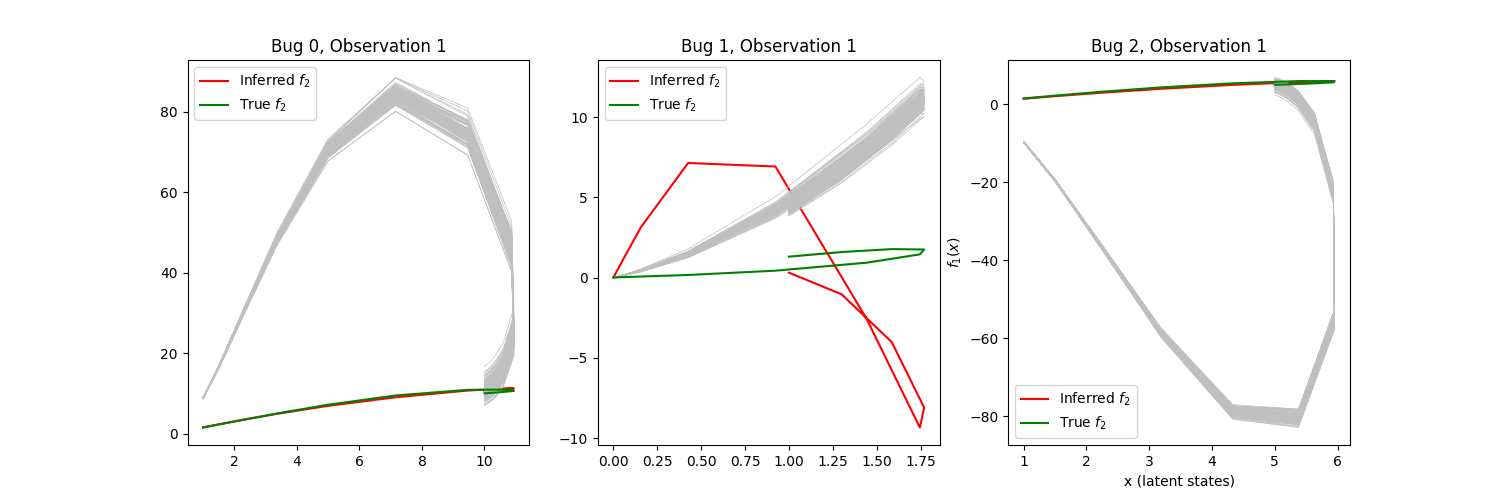 Bug 0, Observation 1
Inferred f₂
True f₂
80
60
40
20
0
2 4 6 8 10
Bug 1, Observation 1
Inferred f₂
True f₂
10
5
0
−5
−10
0.00 0.25 0.50 0.75 1.00 1.25 1.50 1.75
Bug 2, Observation 1
f₁(x)
0
−20
−40
−60
−80
Inferred f₂
True f₂
1 2 3 4 5 6
x (latent states)